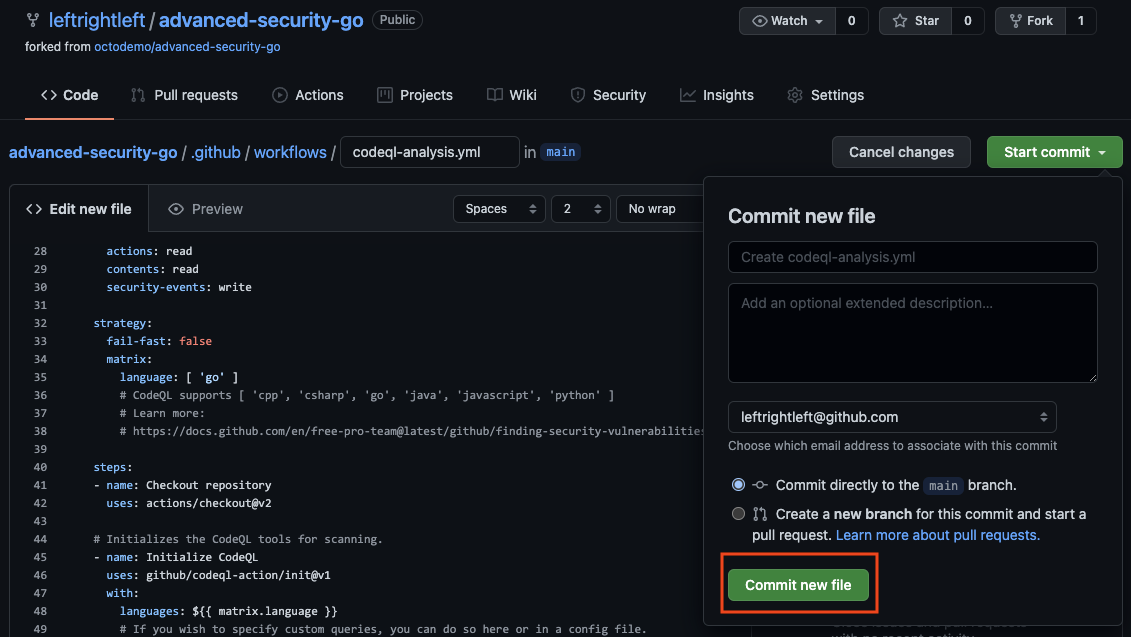 leftrightleft / advanced-security-go Public
Watch 0 Star 0 Fork 1
forked from octodemo/advanced-security-go
Code Pull requests Actions Projects Wiki Security Insights Settings
advanced-security-go / .github / workflows / codeql-analysis.yml in main
Cancel changes Start commit
Edit new file Preview Spaces 2 No wrap
28 actions: read
29 contents: read
30 security-events: write
31
32 strategy:
33 fail-fast: false
34 matrix:
35 language: [ 'go' ]
36 # CodeQL supports [ 'cpp', 'csharp', 'go', 'java', 'javascript', 'python' ]
37 # Learn more:
38 # https://docs.github.com/en/free-pro-team@latest/github/finding-security-vulnerabilities
39
40 steps:
41 - name: Checkout repository
42 uses: actions/checkout@v2
43
44 # Initializes the CodeQL tools for scanning.
45 - name: Initialize CodeQL
46 uses: github/codeql-action/init@v1
47 with:
48 languages: ${{ matrix.language }}
49 # If you wish to specify custom queries, you can do so here or in a config file.
Commit new file
Create codeql-analysis.yml
Add an optional extended description...
leftrightleft@github.com
Choose which email address to associate with this commit
Commit directly to the main branch.
Create a new branch for this commit and start a
pull request. Learn more about pull requests.
Commit new file
with no recent activity